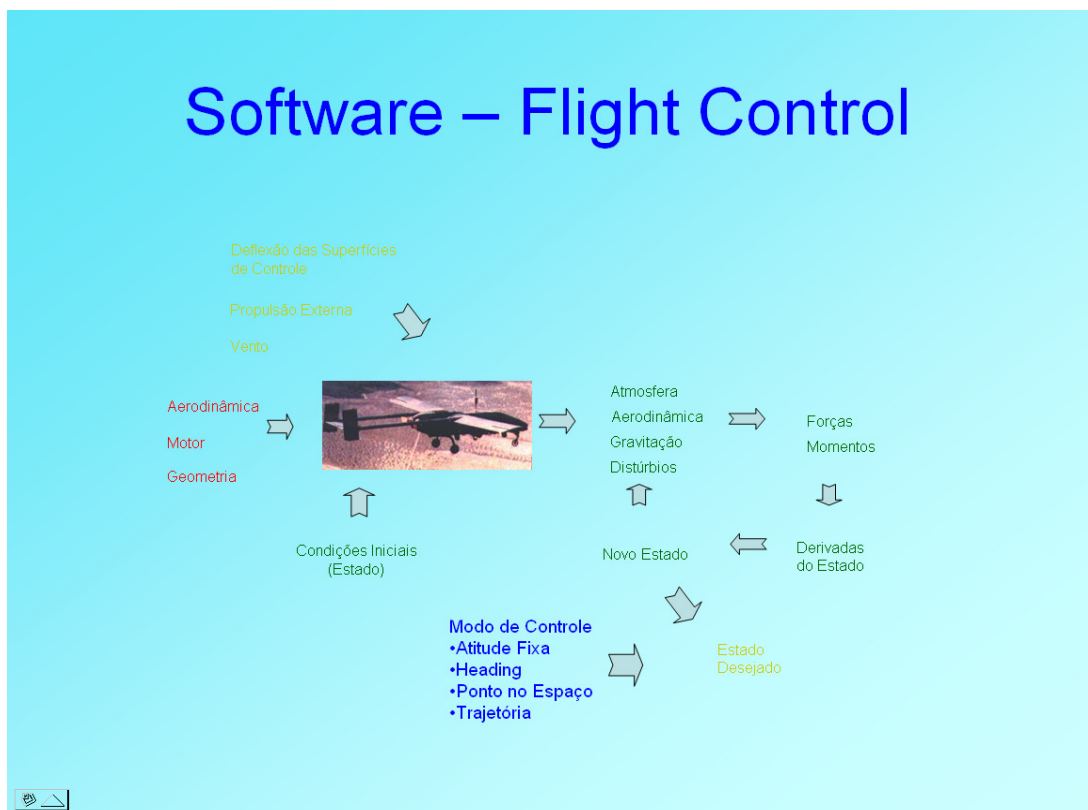 Software – Flight Control
Deflexão das Superfícies
de Controle
Propulsão Externa
Vento
Aerodinâmica
Motor
Geometria
Atmosfera
Aerodinâmica
Gravitação
Distúrbios
Forças
Momentos
Condições Iniciais
(Estado)
Novo Estado
Derivadas
do Estado
Modo de Controle
•Atitude Fixa
•Heading
•Ponto no Espaço
•Trajetória
Estado
Desejado